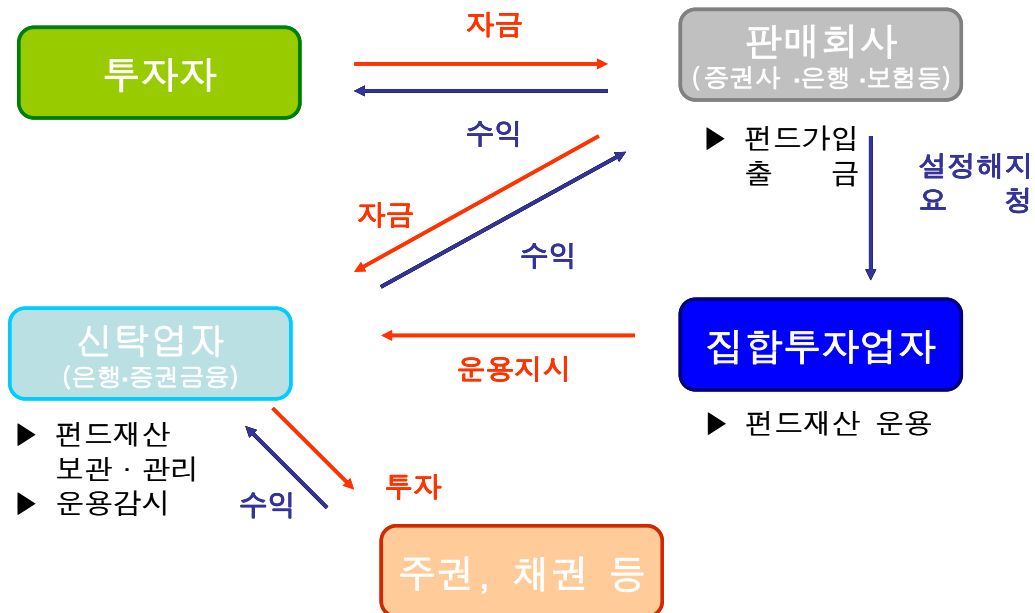 자금
투자자
판매회사
(증권사 ·은행 ·보험등)
수익
▶ 펀드가입
출 금
설정해지
요 청
자금
수익
신탁업자
(은행·증권금융)
집합투자업자
운용지시
▶ 펀드재산 운용
▶ 펀드재산
보관 · 관리
▶ 운용감시
수익
투자
주권, 채권 등